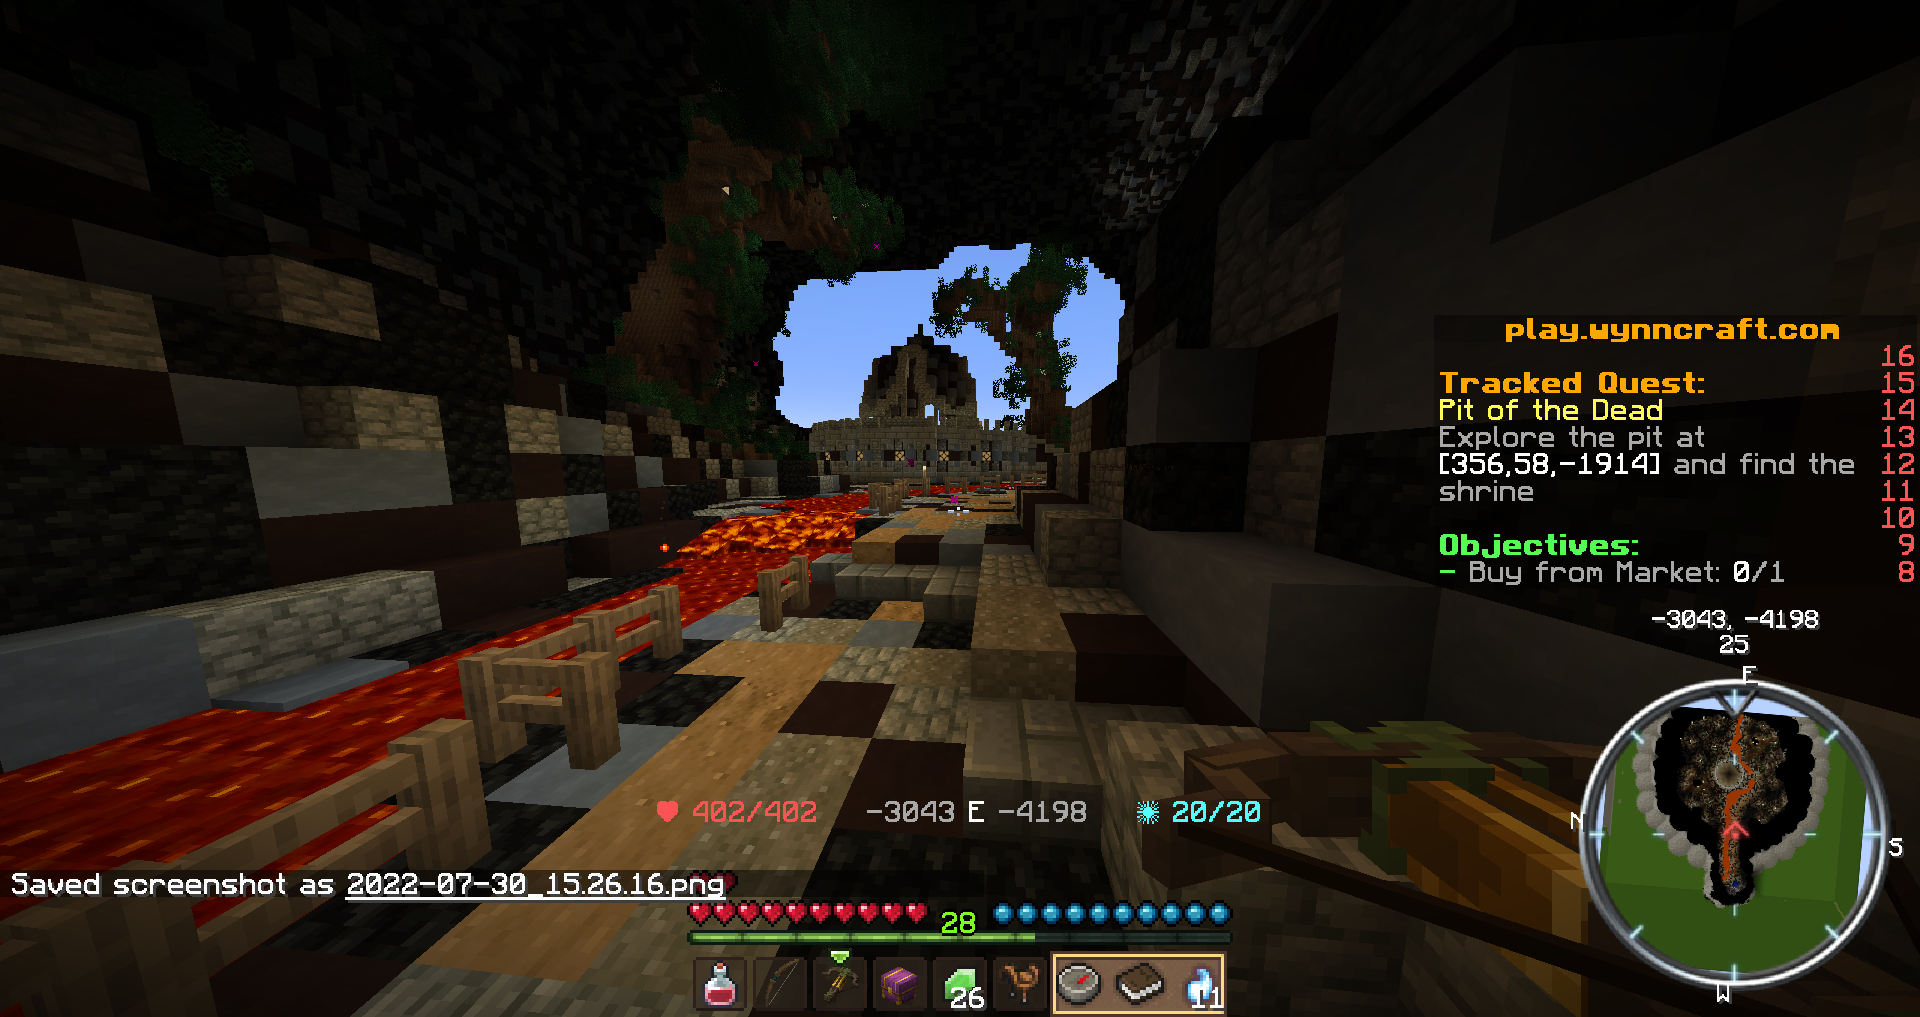 play.wynncraft.com
16
Tracked Quest: 15
Pit of the Dead 14
Explore the pit at 13
[356,58,-1914] and find the 12
shrine 11
10
Objectives: 9
- Buy from Market: 0/1 8
-3043, -4198
25
E
N
S
W
402/402 -3043 E -4198 20/20
Saved screenshot as 2022-07-30_15.26.16.png
28
26
11